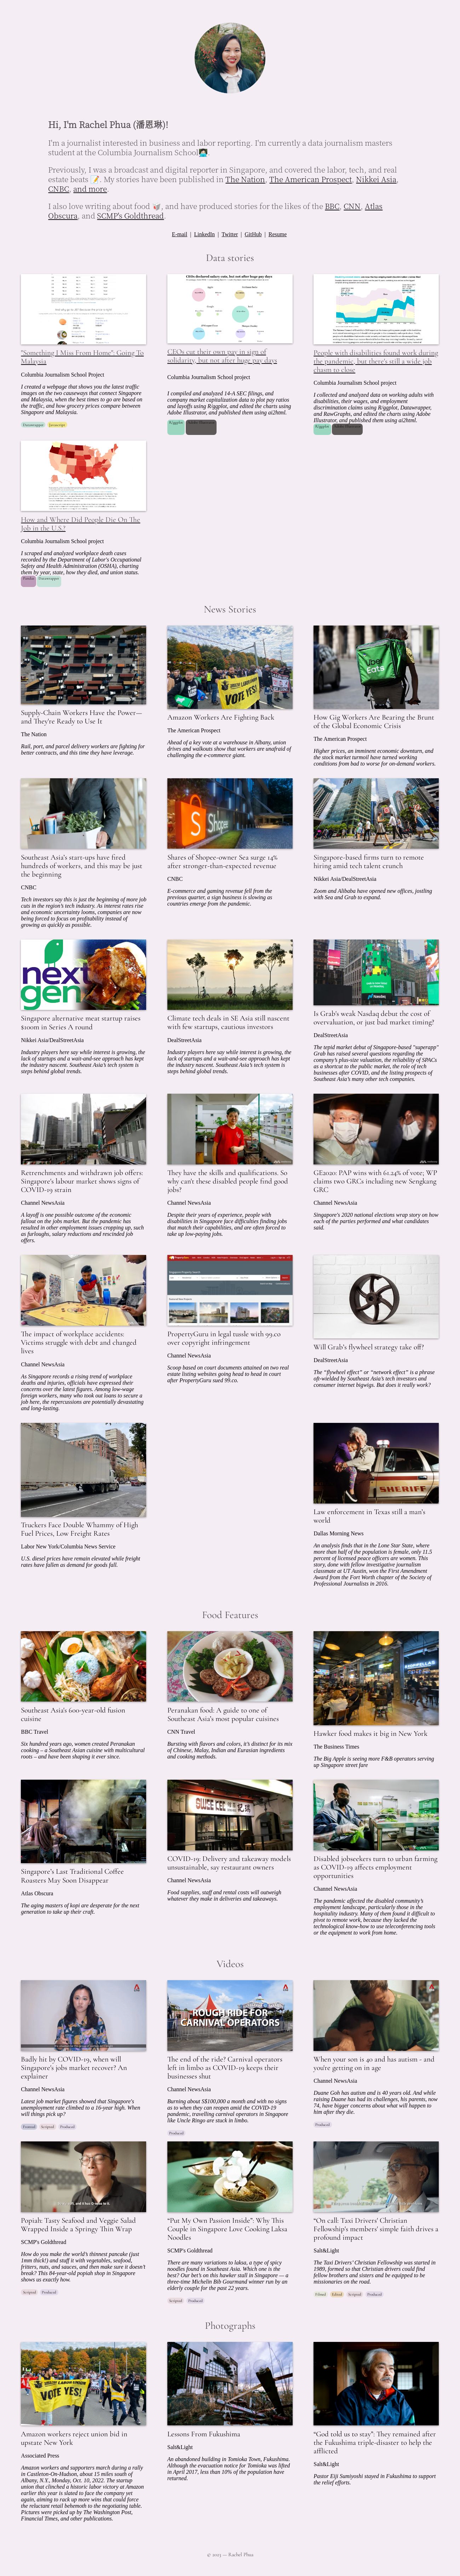 Hi, I'm Rachel Phua (潘恩琳)!
I'm a journalist interested in business and labor reporting. I'm currently a data journalism masters
student at the Columbia Journalism School
Previously, I was a broadcast and digital reporter in Singapore, and covered the labor, tech, and real
estate beats 📝. My stories have been published in The Nation, The American Prospect, Nikkei Asia,
CNBC, and more.
I also love writing about food 🍜, and have produced stories for the likes of the BBC, CNN, Atlas
Obscura, and SCMP's Goldthread.
E-mail | LinkedIn | Twitter | GitHub | Resume
Data stories
"Something I Miss From Home": Going To
Malaysia
Columbia Journalism School Project
I created a webpage that scrapes the latest traffic
images on the two causeways that connect Singapore
and Malaysia, when are the best times to go based on
the traffic, and how grocery prices compare between
Singapore and Malaysia.
Datawrapper Javascript
CEOs cut their own pay in sign of
solidarity, but not after huge pay days
Columbia Journalism School project
I compiled and analyzed 14-A SEC filings, and
company market capitalization data for the pay ratios
and layoffs using R/ggplot, and edited the charts using
Adobe Illustrator, and published them using ai2html.
People with disabilities found work during
the pandemic, but there's still a wide job
chasm to close
Columbia Journalism School project
I collected and analyzed data on working adults with
disabilities, their wages, and employment
discrimination claims using R/ggplot, Datawrapper,
and RawGraphs, and edited the charts using Adobe
Illustrator, and published them using ai2html.
How and Where Did People Die On The
Job in the U.S.?
Columbia Journalism School project
I scraped and analyzed workplace death cases
recorded by the Department of Labor's Occupational
Safety and Health Administration (OSHA), charting
them by year, state, how they died, and union status.
Pandas Datawrapper
News Stories
Supply-Chain Workers Have the Power—
and They're Ready to Use It
The Nation
Rail, port, and parcel delivery workers are fighting for
better contracts, and this time they have leverage.
Amazon Workers Are Fighting Back
The American Prospect
Ahead of a key vote at a warehouse in Albany, union
drives and walkouts show that workers are unafraid of
challenging the e-commerce giant.
How Gig Workers Are Bearing the Brunt
of the Global Economic Crisis
The American Prospect
Higher prices, an imminent economic downturn, and
the stock market turmoil have turned working
conditions from bad to worse for on-demand workers.
Southeast Asia's start-ups have fired
hundreds of workers, and this may be just
the beginning
CNBC
Tech investors say this is just the beginning of more job
cuts in the region's tech industry. As interest rates rise
and economic uncertainty looms, companies are now
being forced to focus on profitability instead of
growing as quickly as possible.
Shares of Shopee-owner Sea surge 14%
after stronger-than-expected revenue
CNBC
E-commerce and gaming revenue fell from the
previous quarter, a sign business is slowing as
countries emerge from the pandemic.
Singapore-based firms turn to remote
hiring amid tech talent crunch
Nikkei Asia/DealStreetAsia
Zoom and Alibaba have opened new offices, jostling
with Sea and Grab to expand.
Singapore alternative meat startup raises
$100m in Series A round
Nikkei Asia/DealStreetAsia
Industry players here say while interest is growing, the
lack of startups and a wait-and-see approach has kept
the industry nascent. Southeast Asia's tech system is
steps behind global trends.
Climate tech deals in SE Asia still nascent
with few startups, cautious investors
DealStreetAsia
Industry players here say while interest is growing, the
lack of startups and a wait-and-see approach has kept
the industry nascent. Southeast Asia's tech system is
steps behind global trends.
Is Grab's weak Nasdaq debut the cost of
overvaluation, or just bad market timing?
DealStreetAsia
The tepid market debut of Singapore-based "superapp"
Grab has raised several questions regarding the
company's plus-size valuation, the reliability of SPACs
as a shortcut to the public market, the role of tech
businesses after COVID, and the listing prospects of
Southeast Asia's many other tech companies.
Retrenchments and withdrawn job offers:
Singapore's labour market shows signs of
COVID-19 strain
Channel NewsAsia
A layoff is one possible outcome of the economic
fallout on the jobs market. But the pandemic has
resulted in other employment issues cropping up, such
as furloughs, salary reductions and rescinded job
offers.
They have the skills and qualifications. So
why can't these disabled people find good
jobs?
Channel NewsAsia
Despite their years of experience, people with
disabilities in Singapore face difficulties finding jobs
that match their capabilities, and are often forced to
take up low-paying jobs.
GE2020: PAP wins with 61.24% of vote; WP
claims two GRCs including new Sengkang
GRC
Channel NewsAsia
Singapore's 2020 national elections wrap story on how
each of the parties performed and what candidates
said.
The impact of workplace accidents:
Victims struggle with debt and changed
lives
Channel NewsAsia
As Singapore records a rising trend of workplace
deaths and injuries, officials have expressed their
concerns over the latest figures. Among low-wage
foreign workers, many who took out loans to secure a
job here, the repercussions are potentially devastating
and long-lasting.
PropertyGuru in legal tussle with 99.co
over copyright infringement
Channel NewsAsia
Scoop based on court documents attained on two real
estate listing websites going head to head in court
after PropertyGuru sued 99.co.
Will Grab's flywheel strategy take off?
DealStreetAsia
The "flywheel effect" or "network effect" is a phrase
oft-wielded by Southeast Asia's tech investors and
consumer internet bigwigs. But does it really work?
Truckers Face Double Whammy of High
Fuel Prices, Low Freight Rates
Labor New York/Columbia News Service
U.S. diesel prices have remain elevated while freight
rates have fallen as demand for goods fall.
Law enforcement in Texas still a man's
world
Dallas Morning News
An analysis finds that in the Lone Star State, where
more than half of the population is female, only 11.5
percent of licensed peace officers are women. This
story, done with fellow investigative journalism
classmate at UT Austin, won the First Amendment
Award from the Fort Worth chapter of the Society of
Professional Journalists in 2016.
Food Features
Southeast Asia's 600-year-old fusion
cuisine
BBC Travel
Six hundred years ago, women created Peranakan
cooking – a Southeast Asian cuisine with multicultural
roots – and have been shaping it ever since.
Peranakan food: A guide to one of
Southeast Asia's most popular cuisines
CNN Travel
Bursting with flavors and colors, it's distinct for its mix
of Chinese, Malay, Indian and Eurasian ingredients
and cooking methods.
Hawker food makes it big in New York
The Business Times
The Big Apple is seeing more F&B operators serving
up Singapore street fare
Singapore's Last Traditional Coffee
Roasters May Soon Disappear
Atlas Obscura
The aging masters of kopi are desperate for the next
generation to take up their craft.
COVID-19: Delivery and takeaway models
unsustainable, say restaurant owners
Channel NewsAsia
Food supplies, staff and rental costs will outweigh
whatever they make in deliveries and takeaways.
Disabled jobseekers turn to urban farming
as COVID-19 affects employment
opportunities
Channel NewsAsia
The pandemic affected the disabled community's
employment landscape, particularly those in the
hospitality industry. Many of them found it difficult to
pivot to remote work, because they lacked the
technological know-how to use teleconferencing tools
or the equipment to work from home.
Videos
Badly hit by COVID-19, when will
Singapore's jobs market recover? An
explainer
Channel NewsAsia
Latest job market figures showed that Singapore's
unemployment rate climbed to a 16-year high. When
will things pick up?
Fronted Scripted Produced
ROUGH RIDE FOR
CARNIVAL OPERATORS
The end of the ride? Carnival operators
left in limbo as COVID-19 keeps their
businesses shut
Channel NewsAsia
Burning about S$100,000 a month and with no signs
as to when they can reopen amid the COVID-19
pandemic, travelling carnival operators in Singapore
like Uncle Ringo are stuck in limbo.
Produced
When your son is 40 and has autism - and
you're getting on in age
Channel NewsAsia
Duane Goh has autism and is 40 years old. And while
raising Duane has had its challenges, his parents, now
74, have bigger concerns about what will happen to
him after they die.
Produced
Popiah: Tasty Seafood and Veggie Salad
Wrapped Inside a Springy Thin Wrap
SCMP's Goldthread
How do you make the world's thinnest pancake (just
1mm thick!) and stuff it with vegetables, seafood,
fritters, nuts, and sauces, and then make sure it doesn't
break? This 84-year-old popiah shop in Singapore
shows us exactly how.
Scripted Produced
"Put My Own Passion Inside": Why This
Couple in Singapore Love Cooking Laksa
Noodles
SCMP's Goldthread
There are many variations to laksa, a type of spicy
noodles found in Southeast Asia. Which one is the
best? Our bet's on this hawker stall in Singapore — a
three-time Michelin Bib Gourmand winner run by an
elderly couple for the past 22 years.
Scripted Produced
"On call: Taxi Drivers' Christian
Fellowship's members' simple faith drives a
profound impact
Salt&Light
The Taxi Drivers' Christian Fellowship was started in
1989, formed so that Christian drivers could be find
fellow brothers and sisters and be equipped to be
missionaries on the road.
Filmed Edited Scripted Produced
Photographs
Amazon workers reject union bid in
upstate New York
Associated Press
Amazon workers and supporters march during a rally
in Castleton-On-Hudson, about 15 miles south of
Albany, N.Y., Monday, Oct. 10, 2022. The startup
union that clinched a historic labor victory at Amazon
earlier this year is slated to face the company yet
again, aiming to rack up more wins that could force
the reluctant retail behemoth to the negotiating table.
Pictures were picked up by The Washington Post,
Financial Times, and other publications.
Lessons From Fukushima
Salt&Light
An abandoned building in Tomioka Town, Fukushima.
Although the evacuation notice for Tomioka was lifted
in April 2017, less than 10% of the population have
returned.
"God told us to stay": They remained after
the Fukushima triple-disaster to help the
afflicted
Salt&Light
Pastor Eiji Sumiyoshi stayed in Fukushima to support
the relief efforts.
© 2023 — Rachel Phua